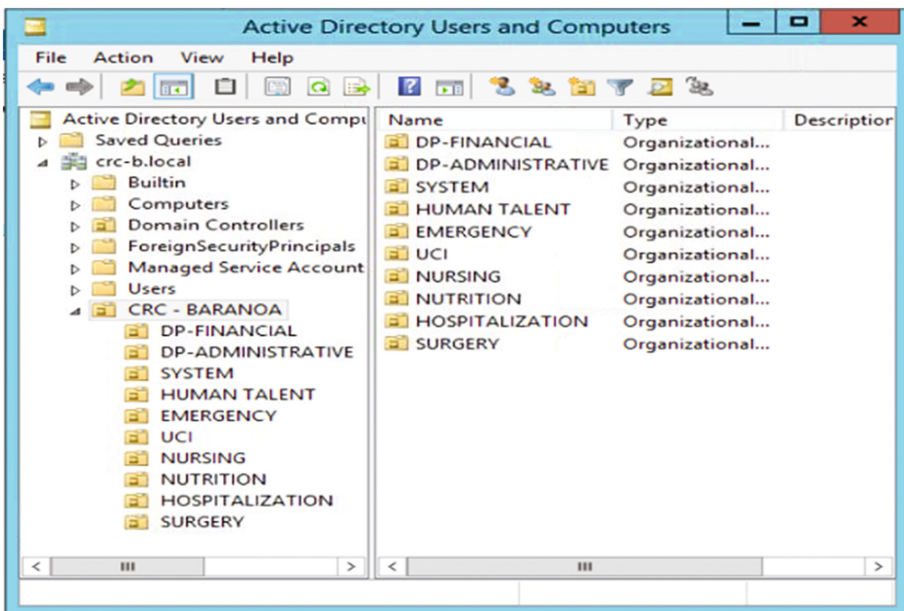 Active Directory Users and Computers
File Action View Help
Active Directory Users and Compu
Saved Queries
crc-b.local
Builtin
Computers
Domain Controllers
ForeignSecurityPrincipals
Managed Service Account
Users
CRC - BARANOA
DP-FINANCIAL
DP-ADMINISTRATIVE
SYSTEM
HUMAN TALENT
EMERGENCY
UCI
NURSING
NUTRITION
HOSPITALIZATION
SURGERY
Name Type Description
DP-FINANCIAL Organizational...
DP-ADMINISTRATIVE Organizational...
SYSTEM Organizational...
HUMAN TALENT Organizational...
EMERGENCY Organizational...
UCI Organizational...
NURSING Organizational...
NUTRITION Organizational...
HOSPITALIZATION Organizational...
SURGERY Organizational...